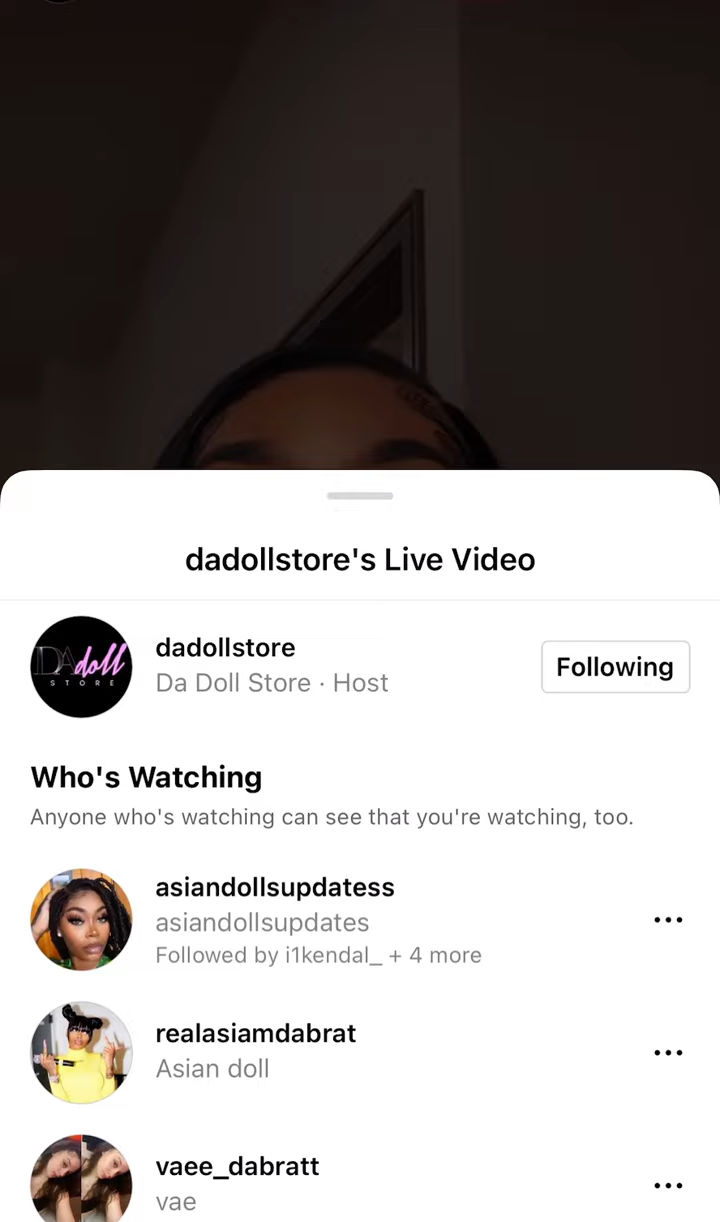 dadollstore's Live Video
DA doll
STORE
dadollstore
Da Doll Store · Host
Following
Who's Watching
Anyone who's watching can see that you're watching, too.
asiandollsupdatess
asiandollsupdates
Followed by i1kendal_ + 4 more
realasiamdabrat
Asian doll
vaee_dabratt
vae